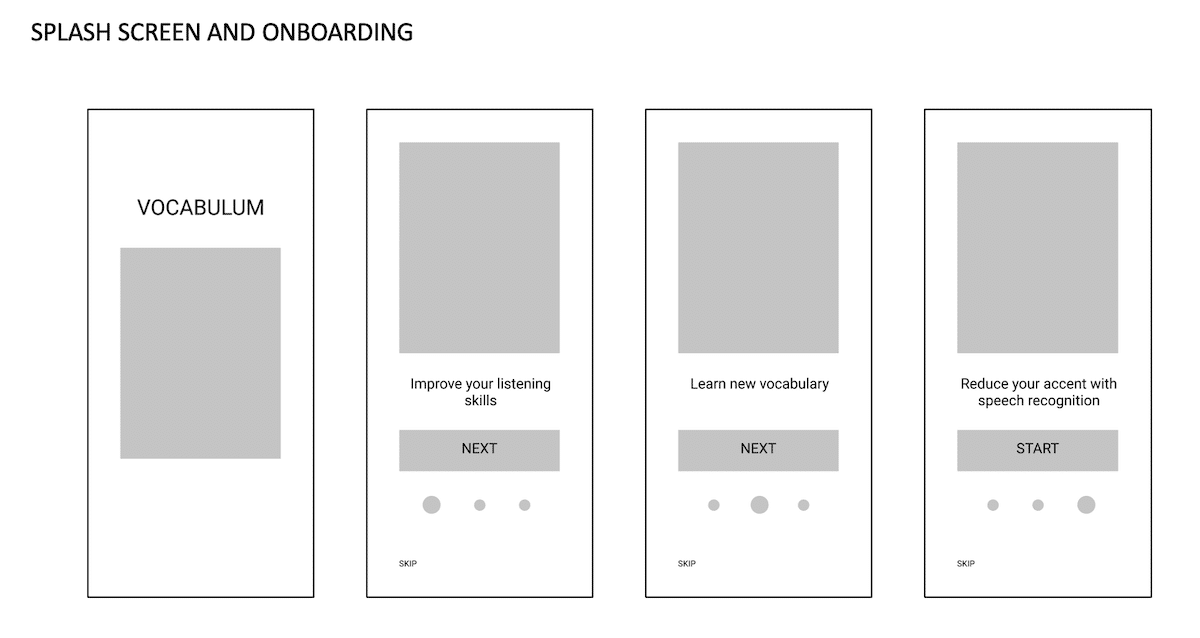 SPLASH SCREEN AND ONBOARDING
VOCABULUM
Improve your listening
skills
NEXT
SKIP
Learn new vocabulary
NEXT
SKIP
Reduce your accent with
speech recognition
START
SKIP